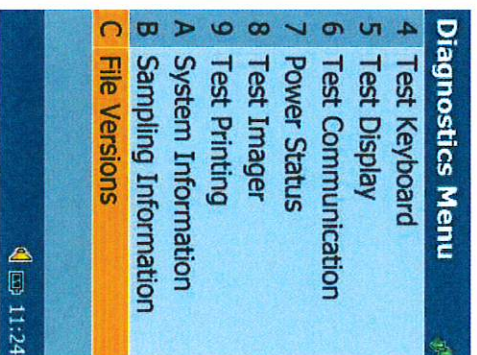 Diagnostics Menu
4 Test Keyboard
5 Test Display
6 Test Communication
7 Power Status
8 Test Imager
9 Test Printing
A System Information
B Sampling Information
C File Versions
11:24